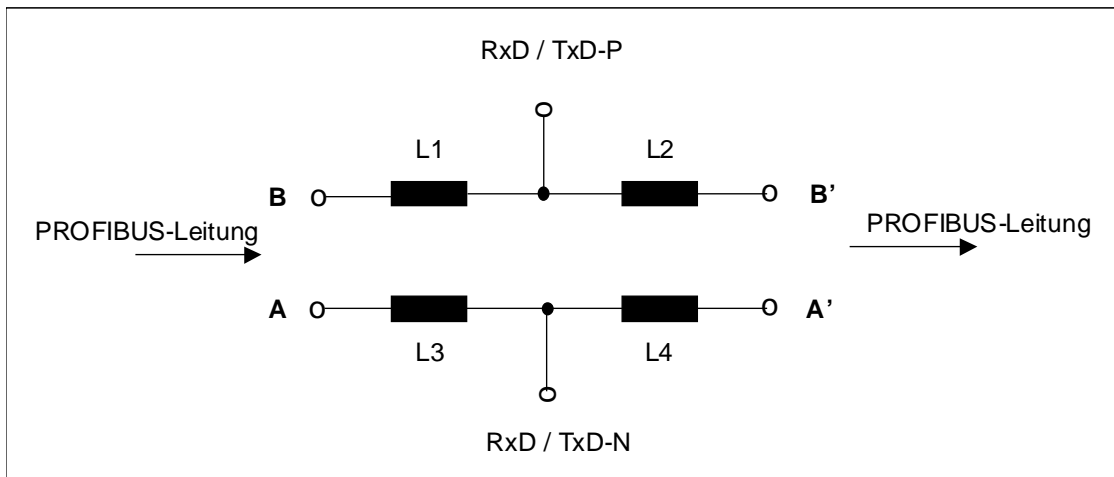 RxD / TxD-P
L1 L2
B B’
PROFIBUS-Leitung PROFIBUS-Leitung
A A’
L3 L4
RxD / TxD-N